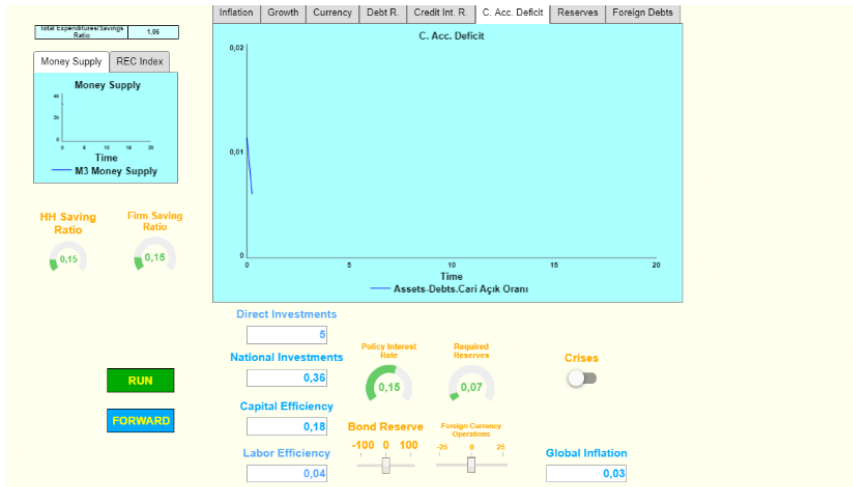 Inflation Growth Currency Debt R. Credit Int. R. C. Acc. Deficit Reserves Foreign Debts
Total Expenditures/Savings
Ratio
1,06
Money Supply REC Index
Money Supply
Time
M3 Money Supply
C. Acc. Deficit
0,02
0,01
0
0 5 10 15 20
Time
Assets-Debts.Cari Açık Oranı
HH Saving
Ratio
0,15
Firm Saving
Ratio
0,15
RUN
FORWARD
Direct Investments
5
National Investments
0,36
Capital Efficiency
0,18
Labor Efficiency
0,04
Policy Interest
Rate
0,15
Required
Reserves
0,07
Bond Reserve
-100 0 100
Foreign Currency
Operations
-25 0 25
Crises
Global Inflation
0,03